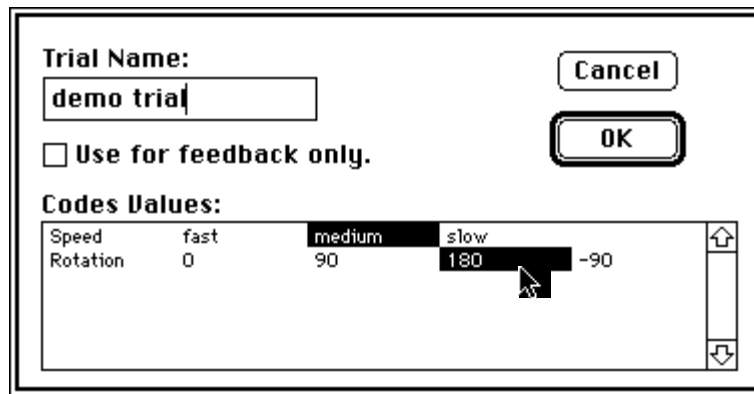 Trial Name:
demo trial
Cancel
OK
Use for feedback only.
Codes Values:
Speed fast medium slow
Rotation 0 90 180 -90